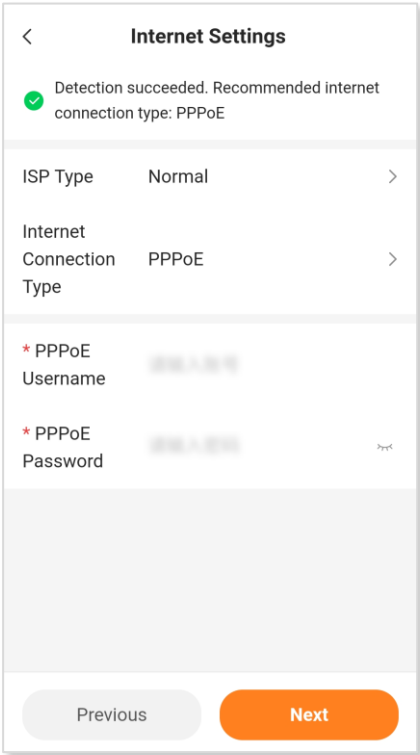 Internet Settings
Detection succeeded. Recommended internet
connection type: PPPoE
ISP Type
Normal
Internet
Connection
Type
PPPoE
* PPPoE
Username
* PPPoE
Password
Previous
Next